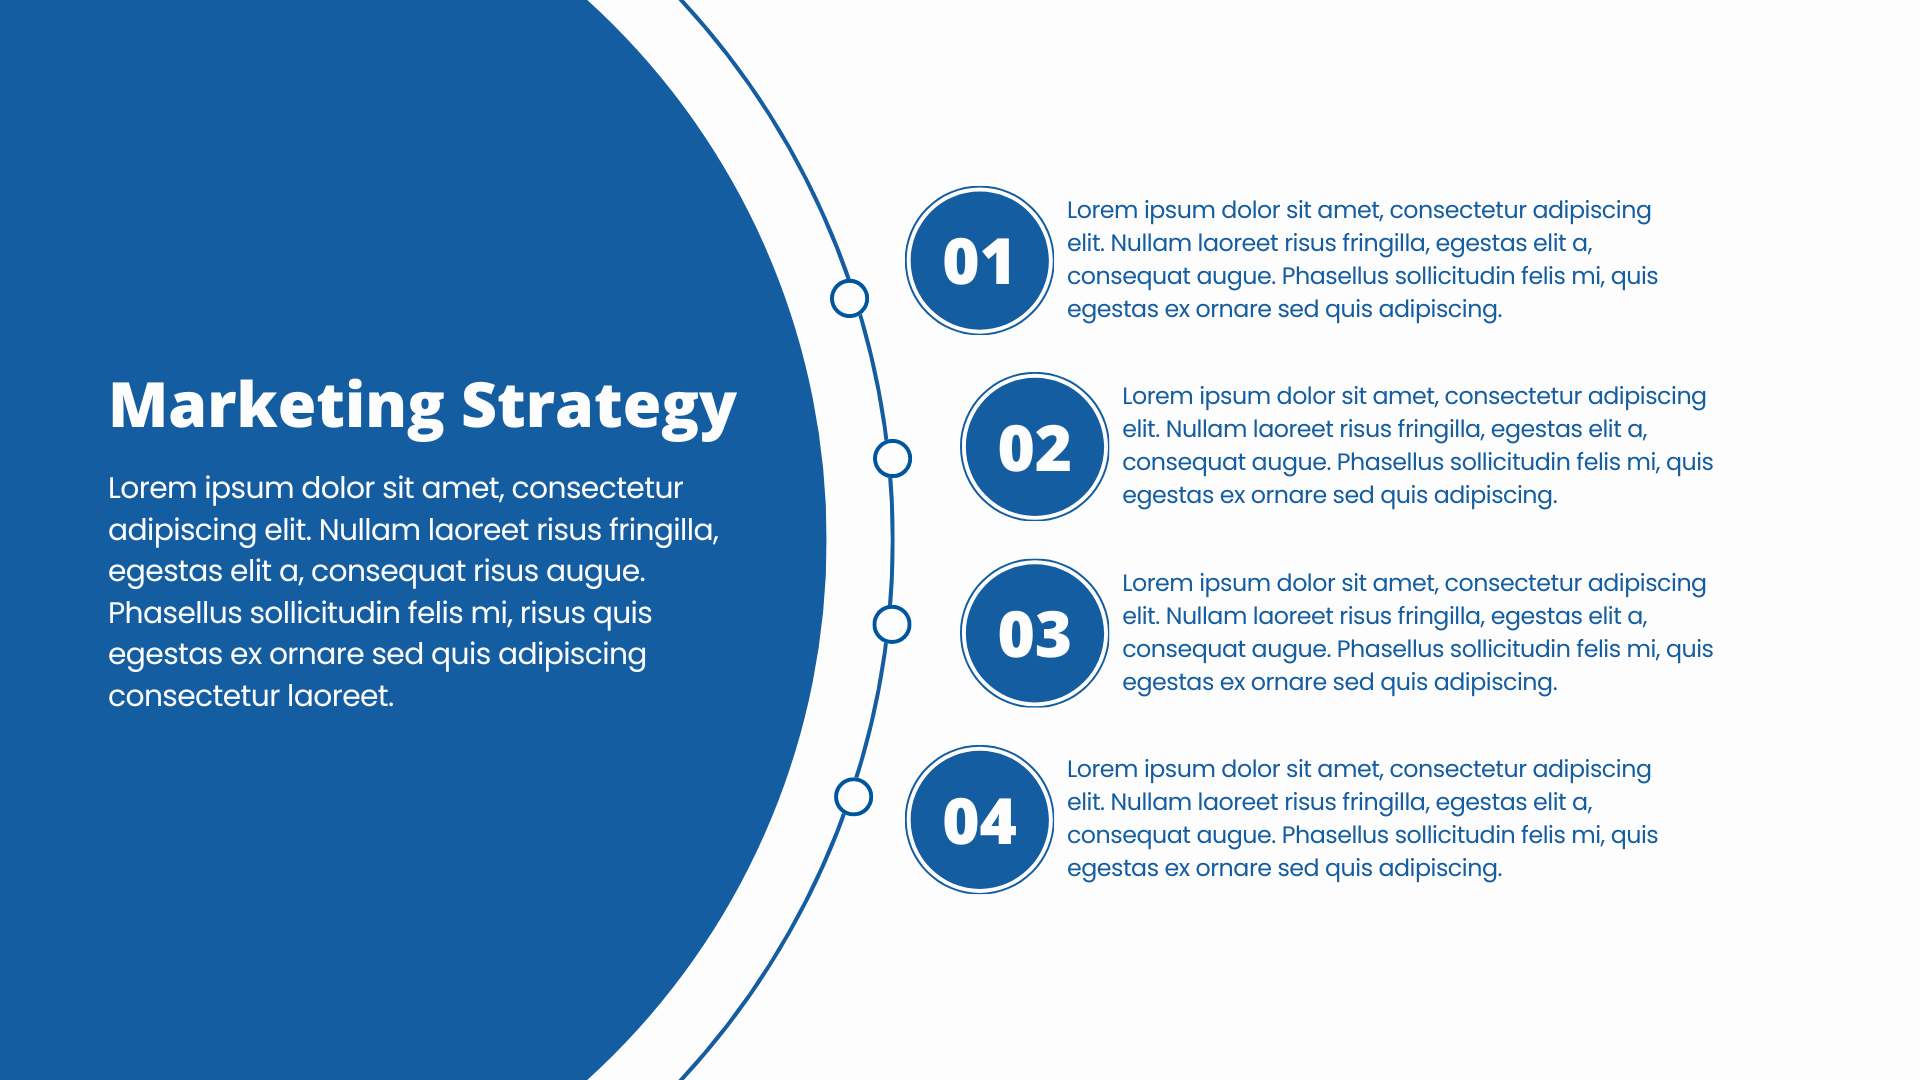 Marketing Strategy
Lorem ipsum dolor sit amet, consectetur
adipiscing elit. Nullam laoreet risus fringilla,
egestas elit a, consequat risus augue.
Phasellus sollicitudin felis mi, risus quis
egestas ex ornare sed quis adipiscing
consectetur laoreet.
01
Lorem ipsum dolor sit amet, consectetur adipiscing
elit. Nullam laoreet risus fringilla, egestas elit a,
consequat augue. Phasellus sollicitudin felis mi, quis
egestas ex ornare sed quis adipiscing.
02
Lorem ipsum dolor sit amet, consectetur adipiscing
elit. Nullam laoreet risus fringilla, egestas elit a,
consequat augue. Phasellus sollicitudin felis mi, quis
egestas ex ornare sed quis adipiscing.
03
Lorem ipsum dolor sit amet, consectetur adipiscing
elit. Nullam laoreet risus fringilla, egestas elit a,
consequat augue. Phasellus sollicitudin felis mi, quis
egestas ex ornare sed quis adipiscing.
04
Lorem ipsum dolor sit amet, consectetur adipiscing
elit. Nullam laoreet risus fringilla, egestas elit a,
consequat augue. Phasellus sollicitudin felis mi, quis
egestas ex ornare sed quis adipiscing.